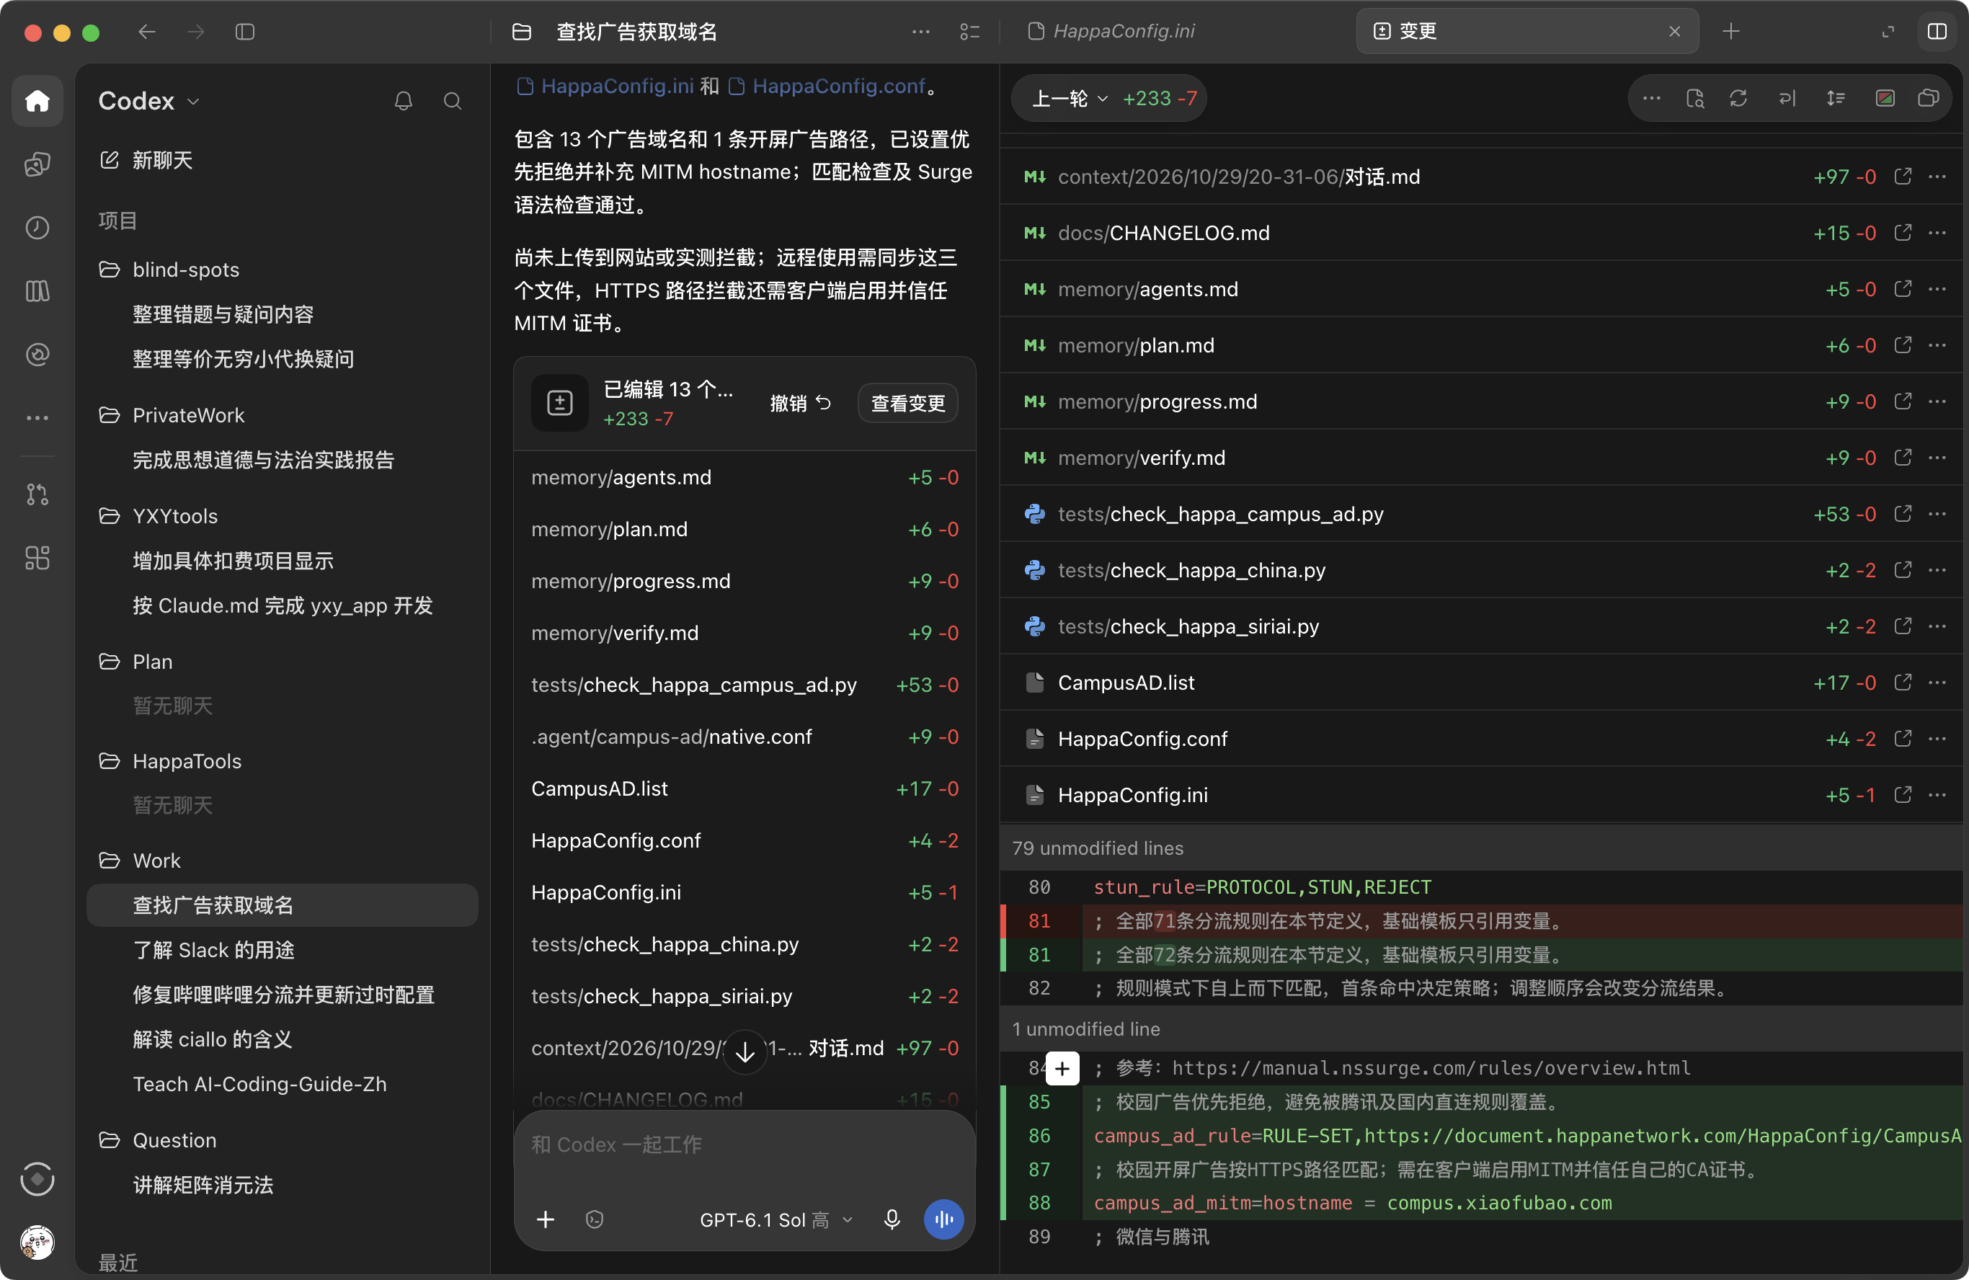 查找广告获取域名
HappaConfig.ini
变更
Codex
新聊天
项目
blind-spots
整理错题与疑问内容
整理等价无穷小代换疑问
PrivateWork
完成思想道德与法治实践报告
YXYtools
增加具体扣费项目显示
按 Claude.md 完成 yxy_app 开发
Plan
暂无聊天
HappaTools
暂无聊天
Work
查找广告获取域名
了解 Slack 的用途
修复哔哩哔哩分流并更新过时配置
解读 ciallo 的含义
Teach AI-Coding-Guide-Zh
Question
讲解矩阵消元法
最近
HappaConfig.ini 和 HappaConfig.conf。
包含 13 个广告域名和 1 条开屏广告路径，已设置优
先拒绝并补充 MITM hostname；匹配检查及 Surge
语法检查通过。
尚未上传到网站或实测拦截；远程使用需同步这三
个文件，HTTPS 路径拦截还需客户端启用并信任
MITM 证书。
已编辑 13 个...
+233 -7
撤销
查看变更
memory/agents.md +5 -0
memory/plan.md +6 -0
memory/progress.md +9 -0
memory/verify.md +9 -0
tests/check_happa_campus_ad.py +53 -0
.agent/campus-ad/native.conf +9 -0
CampusAD.list +17 -0
HappaConfig.conf +4 -2
HappaConfig.ini +5 -1
tests/check_happa_china.py +2 -2
tests/check_happa_siriai.py +2 -2
context/2026/10/29/ 1-... 对话.md +97 -0
docs/CHANGELOG.md +15 -0
和 Codex 一起工作
GPT-6.1 Sol 高
上一轮 +233 -7
context/2026/10/29/20-31-06/对话.md +97 -0
docs/CHANGELOG.md +15 -0
memory/agents.md +5 -0
memory/plan.md +6 -0
memory/progress.md +9 -0
memory/verify.md +9 -0
tests/check_happa_campus_ad.py +53 -0
tests/check_happa_china.py +2 -2
tests/check_happa_siriai.py +2 -2
CampusAD.list +17 -0
HappaConfig.conf +4 -2
HappaConfig.ini +5 -1
79 unmodified lines
80 stun_rule=PROTOCOL,STUN,REJECT
81 ; 全部71条分流规则在本节定义，基础模板只引用变量。
81 ; 全部72条分流规则在本节定义，基础模板只引用变量。
82 ; 规则模式下自上而下匹配，首条命中决定策略；调整顺序会改变分流结果。
1 unmodified line
84 ; 参考：https://manual.nssurge.com/rules/overview.html
85 ; 校园广告优先拒绝，避免被腾讯及国内直连规则覆盖。
86 campus_ad_rule=RULE-SET,https://document.happanetwork.com/HappaConfig/CampusA
87 ; 校园开屏广告按HTTPS路径匹配；需在客户端启用MITM并信任自己的CA证书。
88 campus_ad_mitm=hostname = compus.xiaofubao.com
89 ; 微信与腾讯